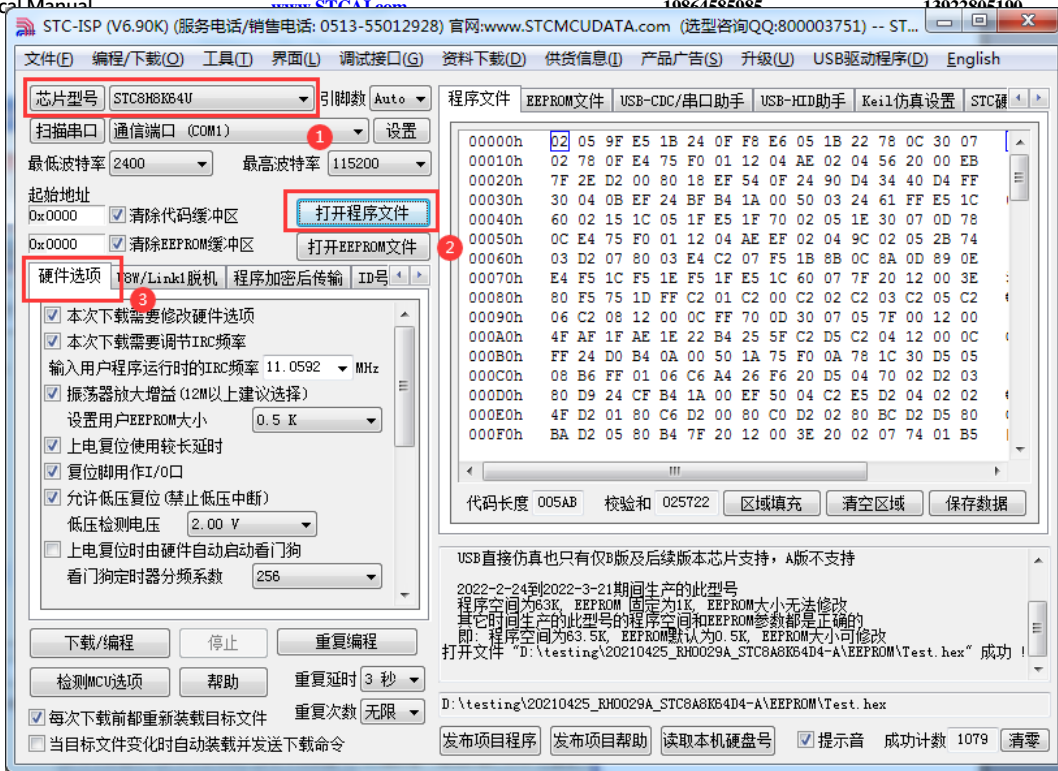 cal Manual www.STCAI.com 19864585985 13922805190
STC-ISP (V6.90K) (服务电话/销售电话: 0513-55012928) 官网:www.STCMCUDATA.com (选型咨询QQ:800003751) -- ST...
文件(F) 编程/下载(O) 工具(T) 界面(L) 调试接口(G) 资料下载(D) 供货信息(I) 产品广告(S) 升级(U) USB驱动程序(D) English
芯片型号 STC8H8K64U 引脚数 Auto
扫描串口 通信端口 (COM1) 设置
1
最低波特率 2400 最高波特率 115200
起始地址
0x0000 清除代码缓冲区 打开程序文件
0x0000 清除EEPROM缓冲区 打开EEPROM文件
2
硬件选项 U8W/Link1脱机 程序加密后传输 ID号
3
本次下载需要修改硬件选项
本次下载需要调节IRC频率
输入用户程序运行时的IRC频率 11.0592 MHz
振荡器放大增益(12M以上建议选择)
设置用户EEPROM大小 0.5 K
上电复位使用较长延时
复位脚用作I/O口
允许低压复位(禁止低压中断)
低压检测电压 2.00 V
上电复位时由硬件自动启动看门狗
看门狗定时器分频系数 256
下载/编程 停止 重复编程
检测MCU选项 帮助 重复延时 3 秒
每次下载前都重新装载目标文件 重复次数 无限
当目标文件变化时自动装载并发送下载命令
程序文件 EEPROM文件 USB-CDC/串口助手 USB-HID助手 Keil仿真设置 STC硬
00000h 02 05 9F E5 1B 24 0F F8 E6 05 1B 22 78 0C 30 07
00010h 02 78 0F E4 75 F0 01 12 04 AE 02 04 56 20 00 EB
00020h 7F 2E D2 00 80 18 EF 54 0F 24 90 D4 34 40 D4 FF
00030h 30 04 0B EF 24 BF B4 1A 00 50 03 24 61 FF E5 1C
00040h 60 02 15 1C 05 1F E5 1F 70 02 05 1E 30 07 0D 78
00050h 0C E4 75 F0 01 12 04 AE EF 02 04 9C 02 05 2B 74
00060h 03 D2 07 80 03 E4 C2 07 F5 1B 8B 0C 8A 0D 89 0E
00070h E4 F5 1C F5 1E F5 1F E5 1C 60 07 7F 20 12 00 3E
00080h 80 F5 75 1D FF C2 01 C2 00 C2 02 C2 03 C2 05 C2
00090h 06 C2 08 12 00 0C FF 70 0D 30 07 05 7F 00 12 00
000A0h 4F AF 1F AE 1E 22 B4 25 5F C2 D5 C2 04 12 00 0C
000B0h FF 24 D0 B4 0A 00 50 1A 75 F0 0A 78 1C 30 D5 05
000C0h 08 B6 FF 01 06 C6 A4 26 F6 20 D5 04 70 02 D2 03
000D0h 80 D9 24 CF B4 1A 00 EF 50 04 C2 E5 D2 04 02 02
000E0h 4F D2 01 80 C6 D2 00 80 C0 D2 02 80 BC D2 D5 80
000F0h BA D2 05 80 B4 7F 20 12 00 3E 20 02 07 74 01 B5
代码长度 005AB 校验和 025722 区域填充 清空区域 保存数据
USB直接仿真也只有仅B版及后续版本芯片支持，A版不支持
2022-2-24到2022-3-21期间生产的此型号
程序空间为63K, EEPROM 固定为1K, EEPROM大小无法修改
其它时间生产的此型号的程序空间和EEPROM参数都是正确的
即: 程序空间为63.5K, EEPROM默认为0.5K, EEPROM大小可修改
打开文件 "D:\testing\20210425_RH0029A_STC8A8K64D4-A\EEPROM\Test.hex" 成功 !
D:\testing\20210425_RH0029A_STC8A8K64D4-A\EEPROM\Test.hex
发布项目程序 发布项目帮助 读取本机硬盘号 提示音 成功计数 1079 清零